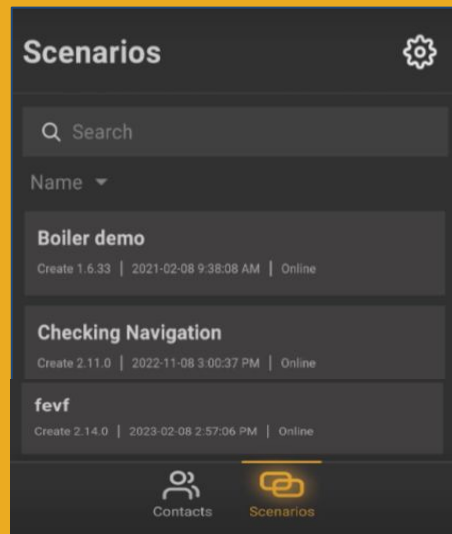 Scenarios
Search
Name
Boiler demo
Create 1.6.33 | 2021-02-08 9:38:08 AM | Online
Checking Navigation
Create 2.11.0 | 2022-11-08 3:00:37 PM | Online
fevf
Create 2.14.0 | 2023-02-08 2:57:06 PM | Online
Contacts Scenarios